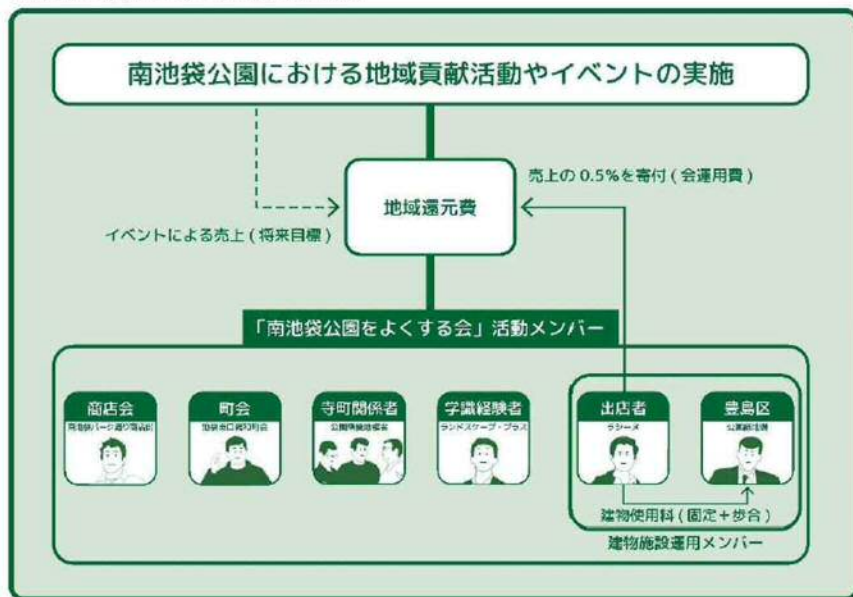 南池袋公園における地域貢献活動やイベントの実施
売上の 0.5%を寄付 ( 会運用費 )
地域還元費
イベントによる売上 ( 将来目標 )
「南池袋公園をよくする会」活動メンバー
商店会
町会
寺町関係者
学識経験者
出店者
豊島区
ランドスケープ・プラス
ラシーヌ
建物使用料 ( 固定＋歩合 )
建物施設運用メンバー